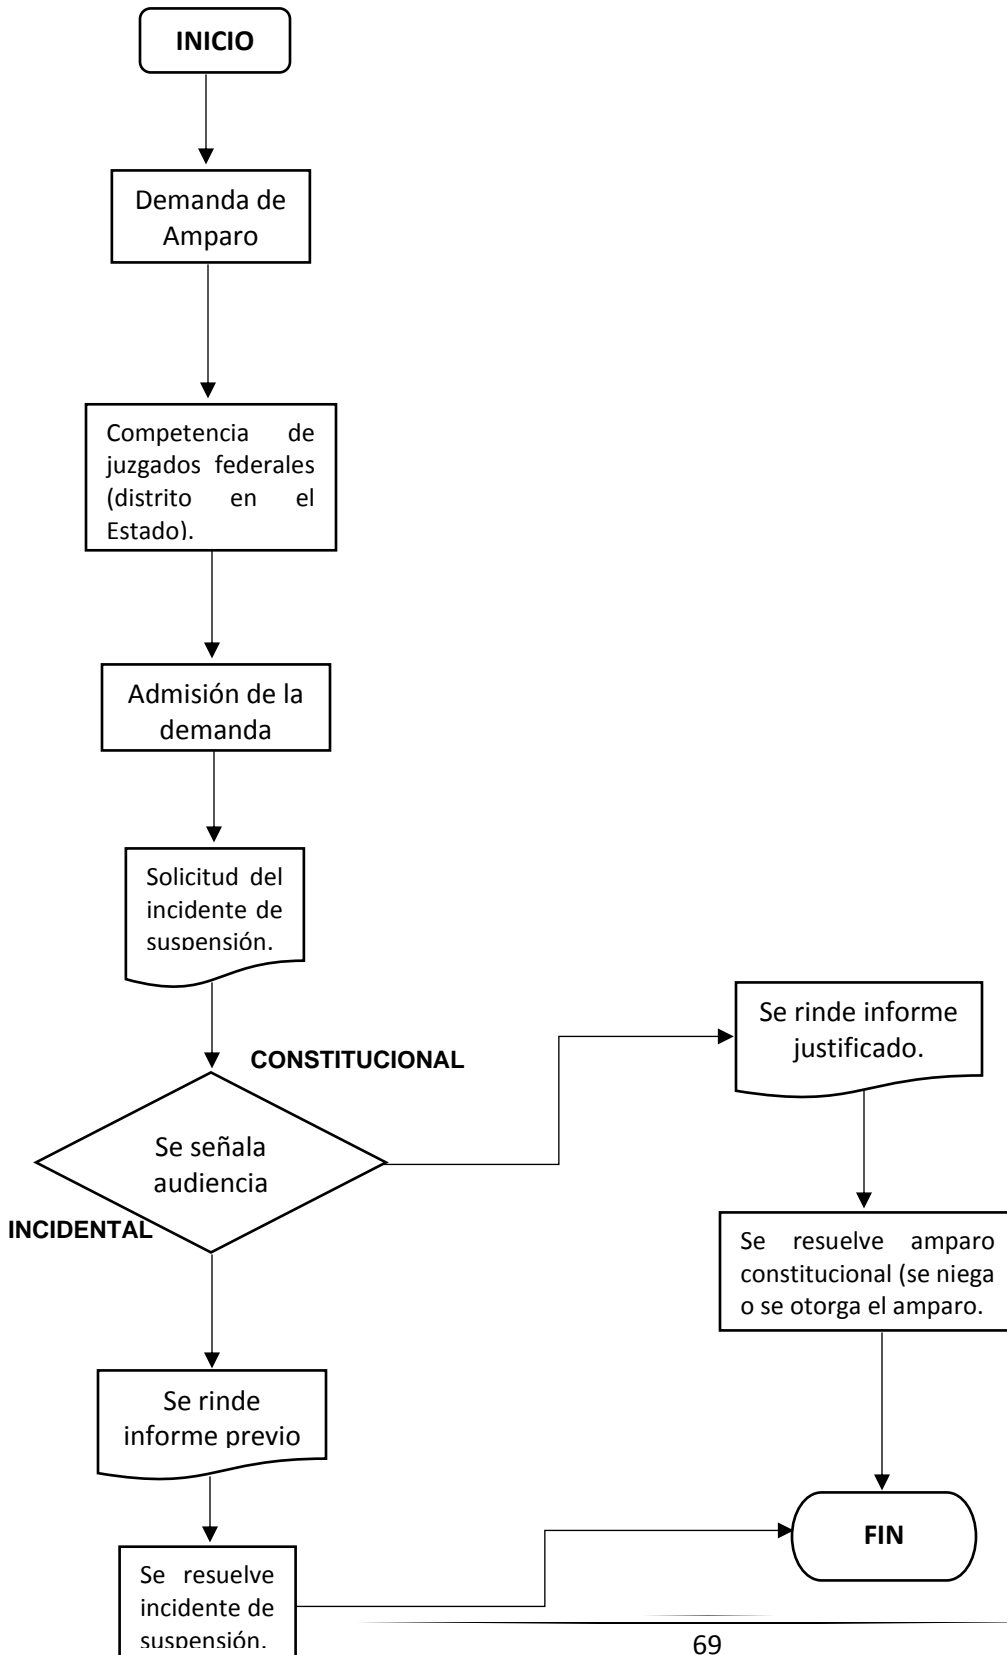 INICIO
Demanda de
Amparo
Competencia de
juzgados federales
(distrito en el
Estado).
Admisión de la
demanda
Solicitud del
incidente de
suspensión.
CONSTITUCIONAL
Se señala
audiencia
INCIDENTAL
Se rinde informe
justificado.
Se resuelve amparo
constitucional (se niega
o se otorga el amparo.
Se rinde
informe previo
Se resuelve
incidente de
suspensión.
FIN
69